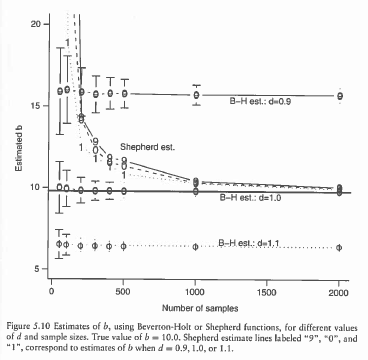 20
15
10
5
Estimated b
1
1
1
1
B–H est.: d=0.9
Shepherd est.
B–H est.: d=1.0
B–H est.: d=1.1
0 500 1000 1500 2000
Number of samples
Figure 5.10 Estimates of b, using Beverton-Holt or Shepherd functions, for different values
of d and sample sizes. True value of b = 10.0. Shepherd estimate lines labeled “9”, “0”, and
“1”, correspond to estimates of b when d = 0.9, 1.0, or 1.1.